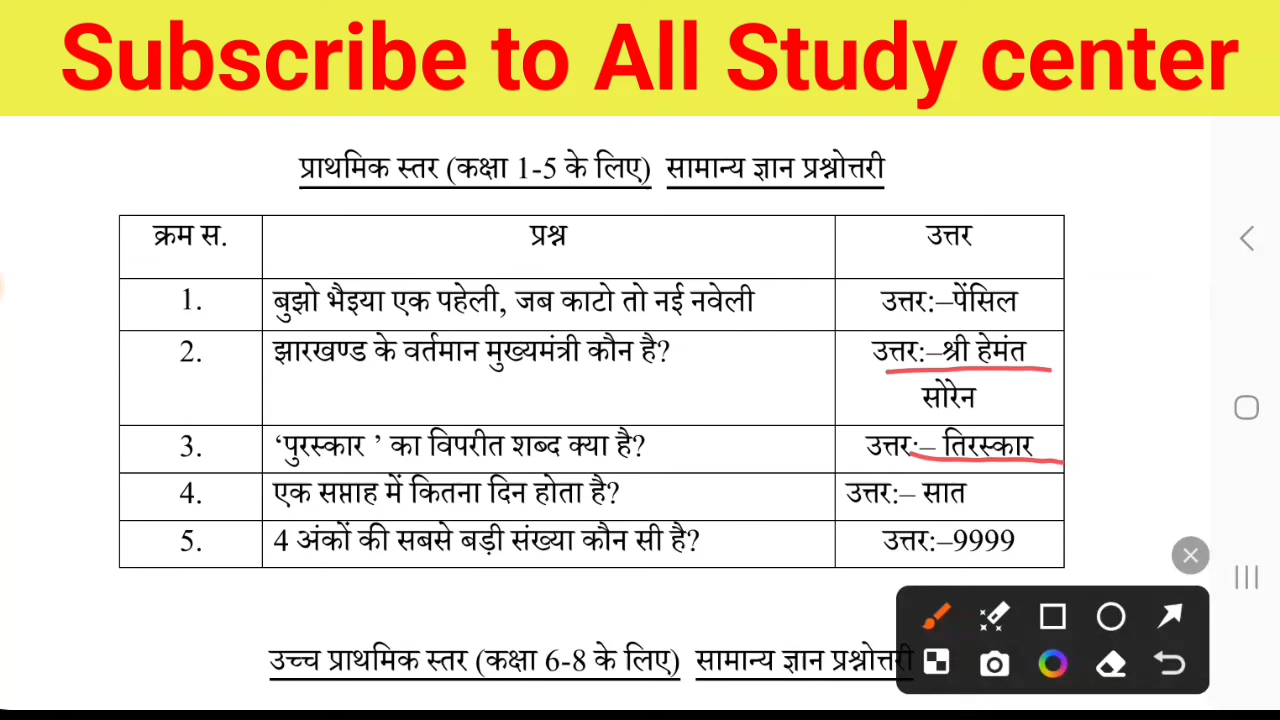 Subscribe to All Study center
प्राथमिक स्तर (कक्षा 1-5 के लिए) सामान्य ज्ञान प्रश्नोत्तरी
क्रम स. प्रश्न उत्तर
1. बुझो भैइया एक पहेली, जब काटो तो नई नवेली उत्तर:–पेंसिल
2. झारखण्ड के वर्तमान मुख्यमंत्री कौन है? उत्तर:–श्री हेमंत
सोरेन
3. ‘पुरस्कार ’ का विपरीत शब्द क्या है? उत्तर:– तिरस्कार
4. एक सप्ताह में कितना दिन होता है? उत्तर:– सात
5. 4 अंकों की सबसे बड़ी संख्या कौन सी है? उत्तर:–9999
उच्च प्राथमिक स्तर (कक्षा 6-8 के लिए) सामान्य ज्ञान प्रश्नोत्तरी